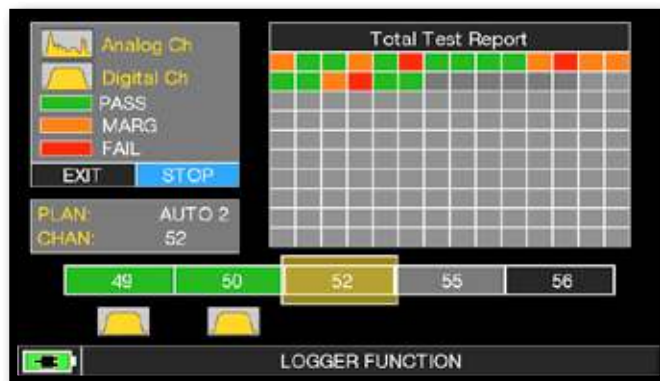 Analog Ch
Digital Ch
PASS
MARG
FAIL
EXIT STOP
PLAN: AUTO 2
CHAN: 52
Total Test Report
49 50 52 55 56
LOGGER FUNCTION